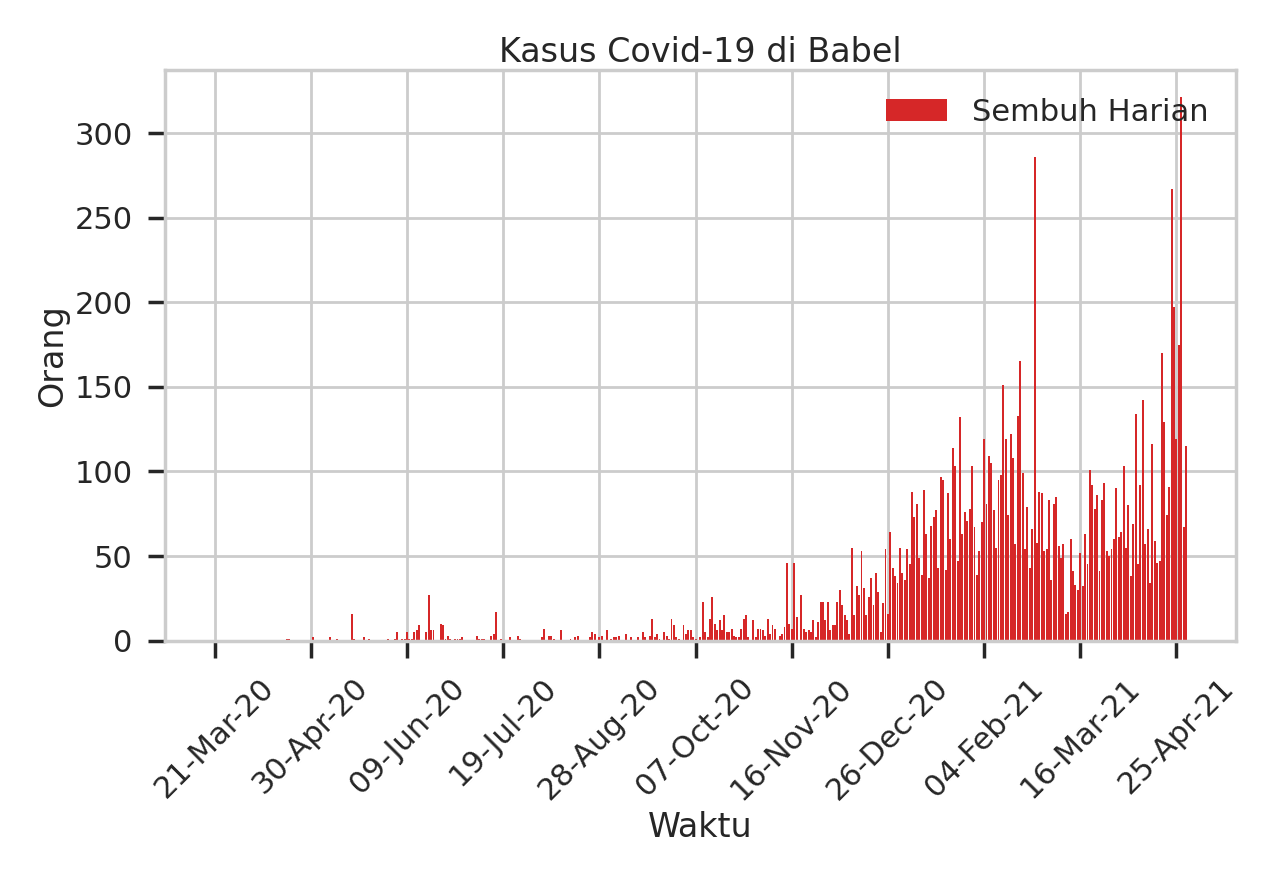 Kasus Covid-19 di Babel
Sembuh Harian
Orang
300
250
200
150
100
50
0
21-Mar-20
30-Apr-20
09-Jun-20
19-Jul-20
28-Aug-20
07-Oct-20
16-Nov-20
26-Dec-20
04-Feb-21
16-Mar-21
25-Apr-21
Waktu